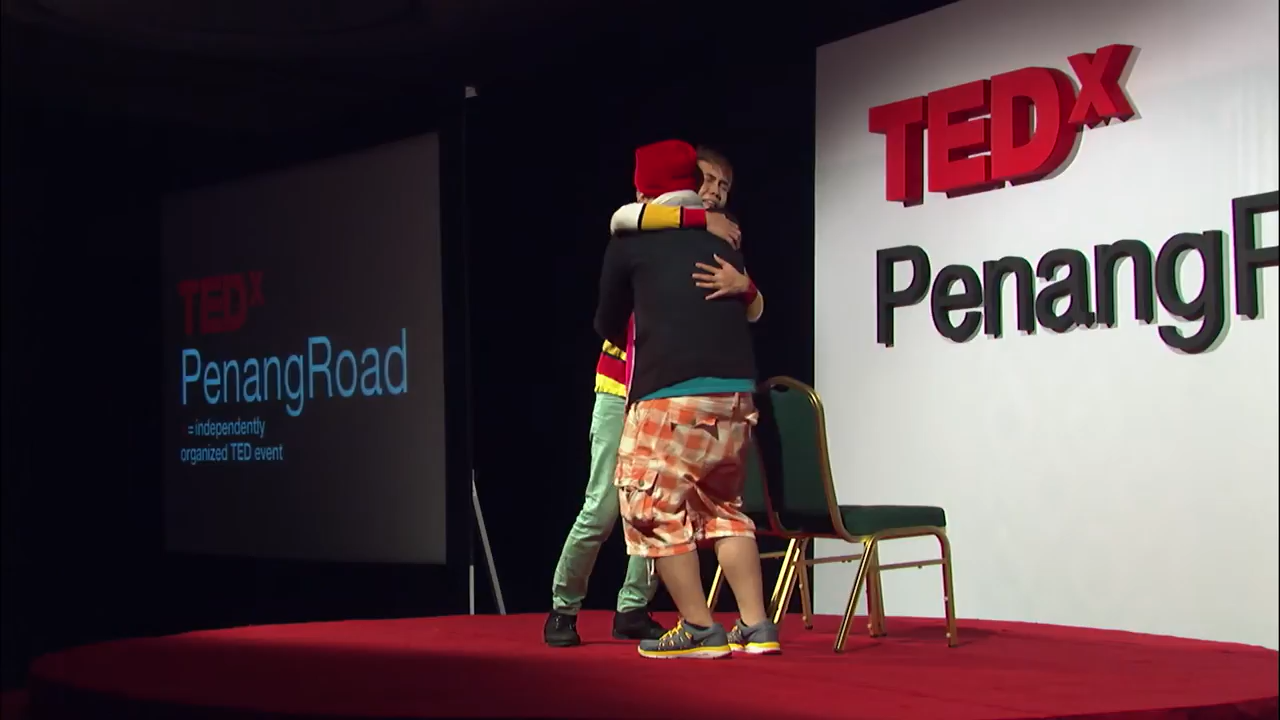 TEDx
PenangRoad
=independently
organized TED event
TEDx
PenangR